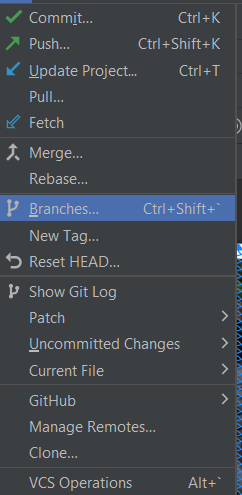 Commit... Ctrl+K
Push... Ctrl+Shift+K
Update Project... Ctrl+T
Pull...
Fetch
Merge...
Rebase...
Branches... Ctrl+Shift+`
New Tag...
Reset HEAD...
Show Git Log
Patch
Uncommitted Changes
Current File
GitHub
Manage Remotes...
Clone...
VCS Operations Alt+`